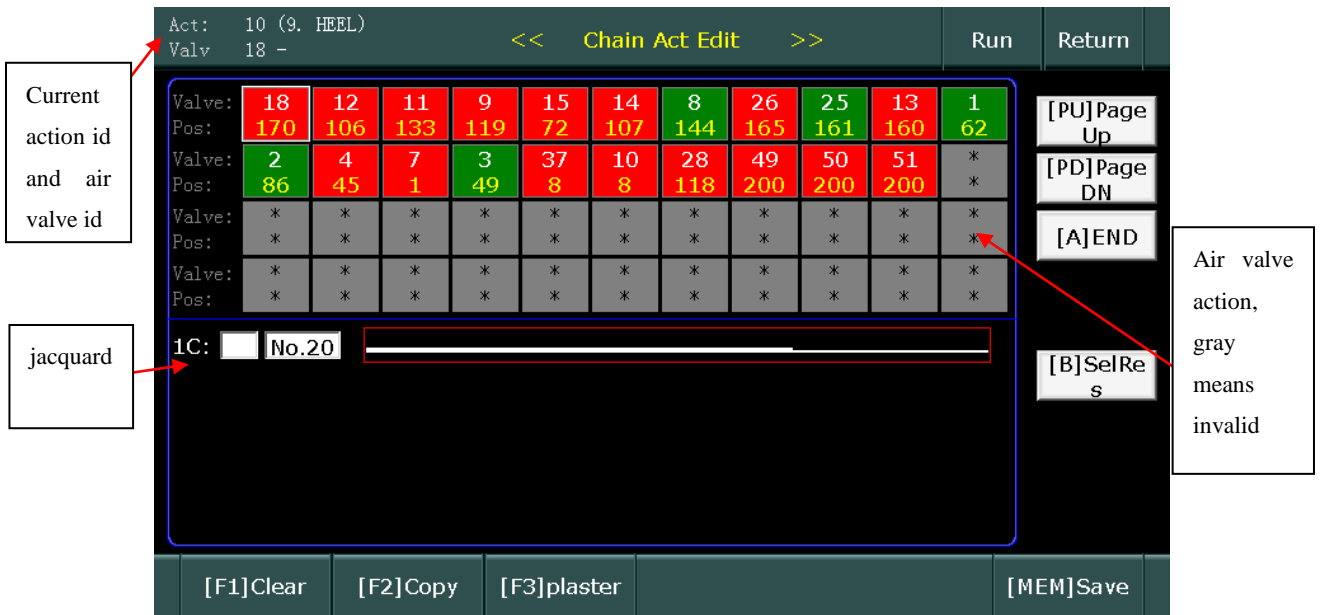 Act: 10 (9. HEEL)
Valv 18 -
<< Chain Act Edit >>
Run
Return
Current
action id
and air
valve id
Valve: 18 12 11 9 15 14 8 26 25 13 1
Pos: 170 106 133 119 72 107 144 165 161 160 62
Valve: 2 4 7 3 37 10 28 49 50 51 *
Pos: 86 45 1 49 8 8 118 200 200 200 *
Valve: * * * * * * * * * * *
Pos: * * * * * * * * * * *
Valve: * * * * * * * * * * *
Pos: * * * * * * * * * * *
[PU]Page
Up
[PD]Page
DN
[A]END
Air valve
action,
gray
means
invalid
jacquard
1C: No.20
[B]SelRe
s
[F1]Clear
[F2]Copy
[F3]plaster
[MEM]Save